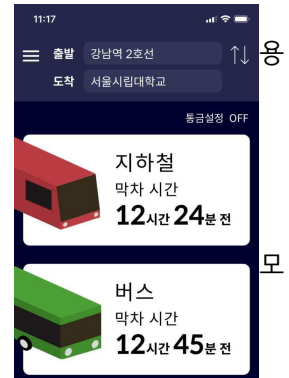 11:17
출발 강남역 2호선 용
도착 서울시립대학교
통금설정 OFF
지하철
막차 시간
12시간 24분 전
모
버스
막차 시간
12시간 45분 전